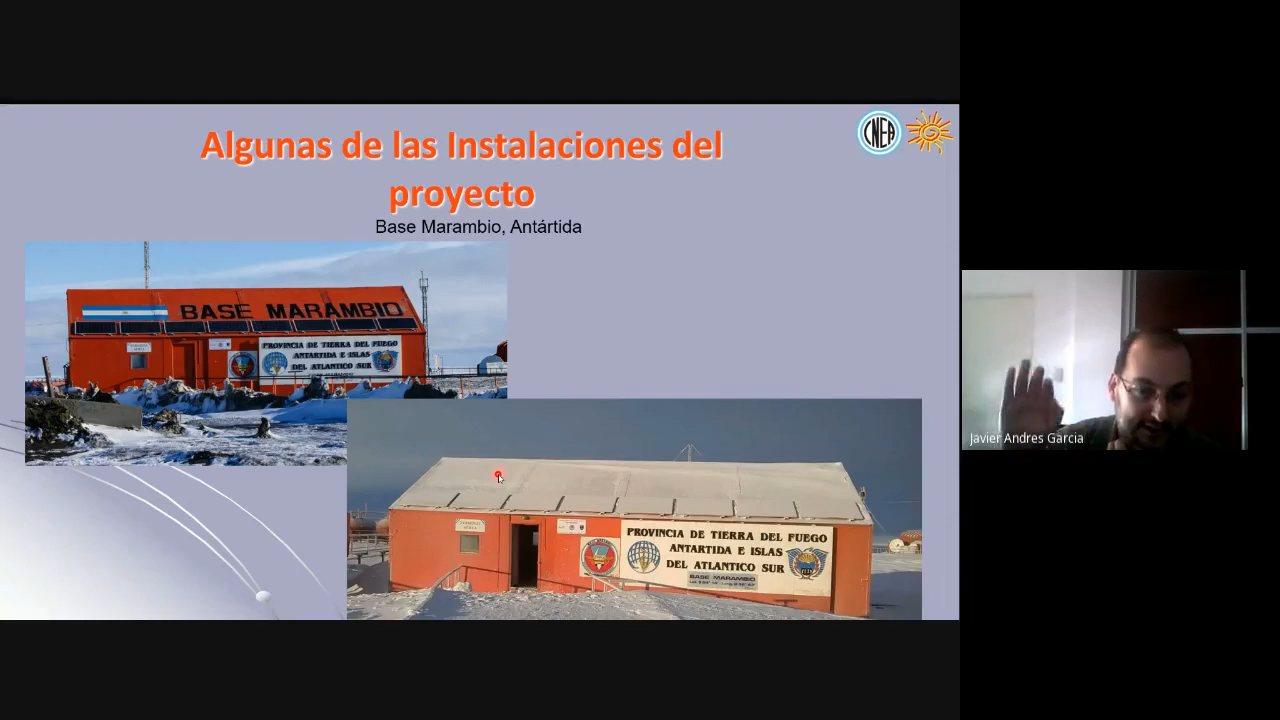 Algunas de las Instalaciones del
proyecto
CNEA
Base Marambio, Antártida
BASE MARAMBIO
PROVINCIA DE TIERRA DEL FUEGO
ANTARTIDA E ISLAS
DEL ATLANTICO SUR
PROVINCIA DE TIERRA DEL FUEGO
ANTARTIDA E ISLAS
DEL ATLANTICO SUR
BASE MARAMBIO
Javier Andres Garcia